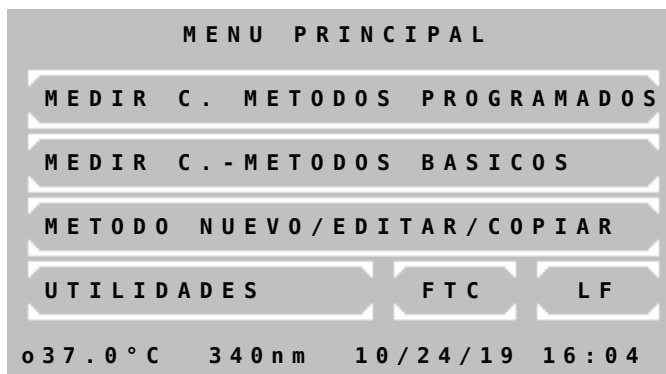 MENU PRINCIPAL
MEDIR C. METODOS PROGRAMADOS
MEDIR C.-METODOS BASICOS
METODO NUEVO/EDITAR/COPIAR
UTILIDADES FTC LF
o37.0°C 340nm 10/24/19 16:04